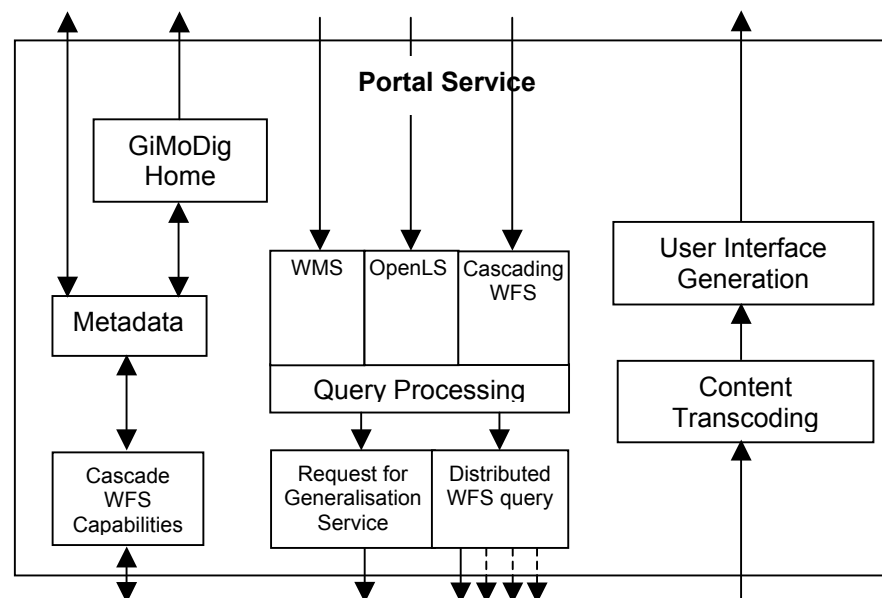 Portal Service
GiMoDig
Home
Metadata
Cascade
WFS
Capabilities
WMS
OpenLS
Cascading
WFS
Query Processing
Request for
Generalisation
Service
Distributed
WFS query
User Interface
Generation
Content
Transcoding